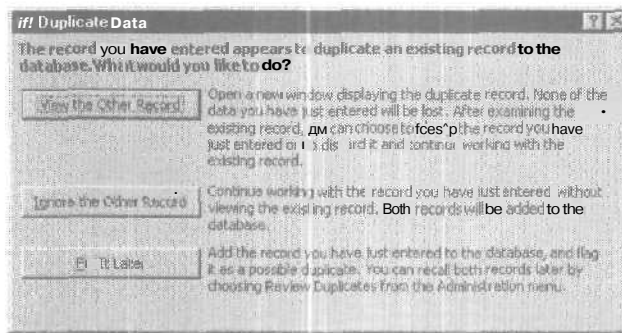 if! Duplicate Data
The record you have entered appears to duplicate an existing record to the
database. What would you like to do?
View the Other Record
Open a new window displaying the duplicate record. None of the
data you have just entered will be lost. After examining the
existing record, дм can choose to fces^p the record you have
just entered or dis ird it and continue working with the
existing record.
Ignore the Other Record
Continue working with the record you have just entered without
viewing the existing record. Both records will be added to the
database.
It Later
Add the record you have just entered to the database, and flag
it as a possible duplicate. You can recall both records later by
choosing Review Duplicates from the Administration menu.